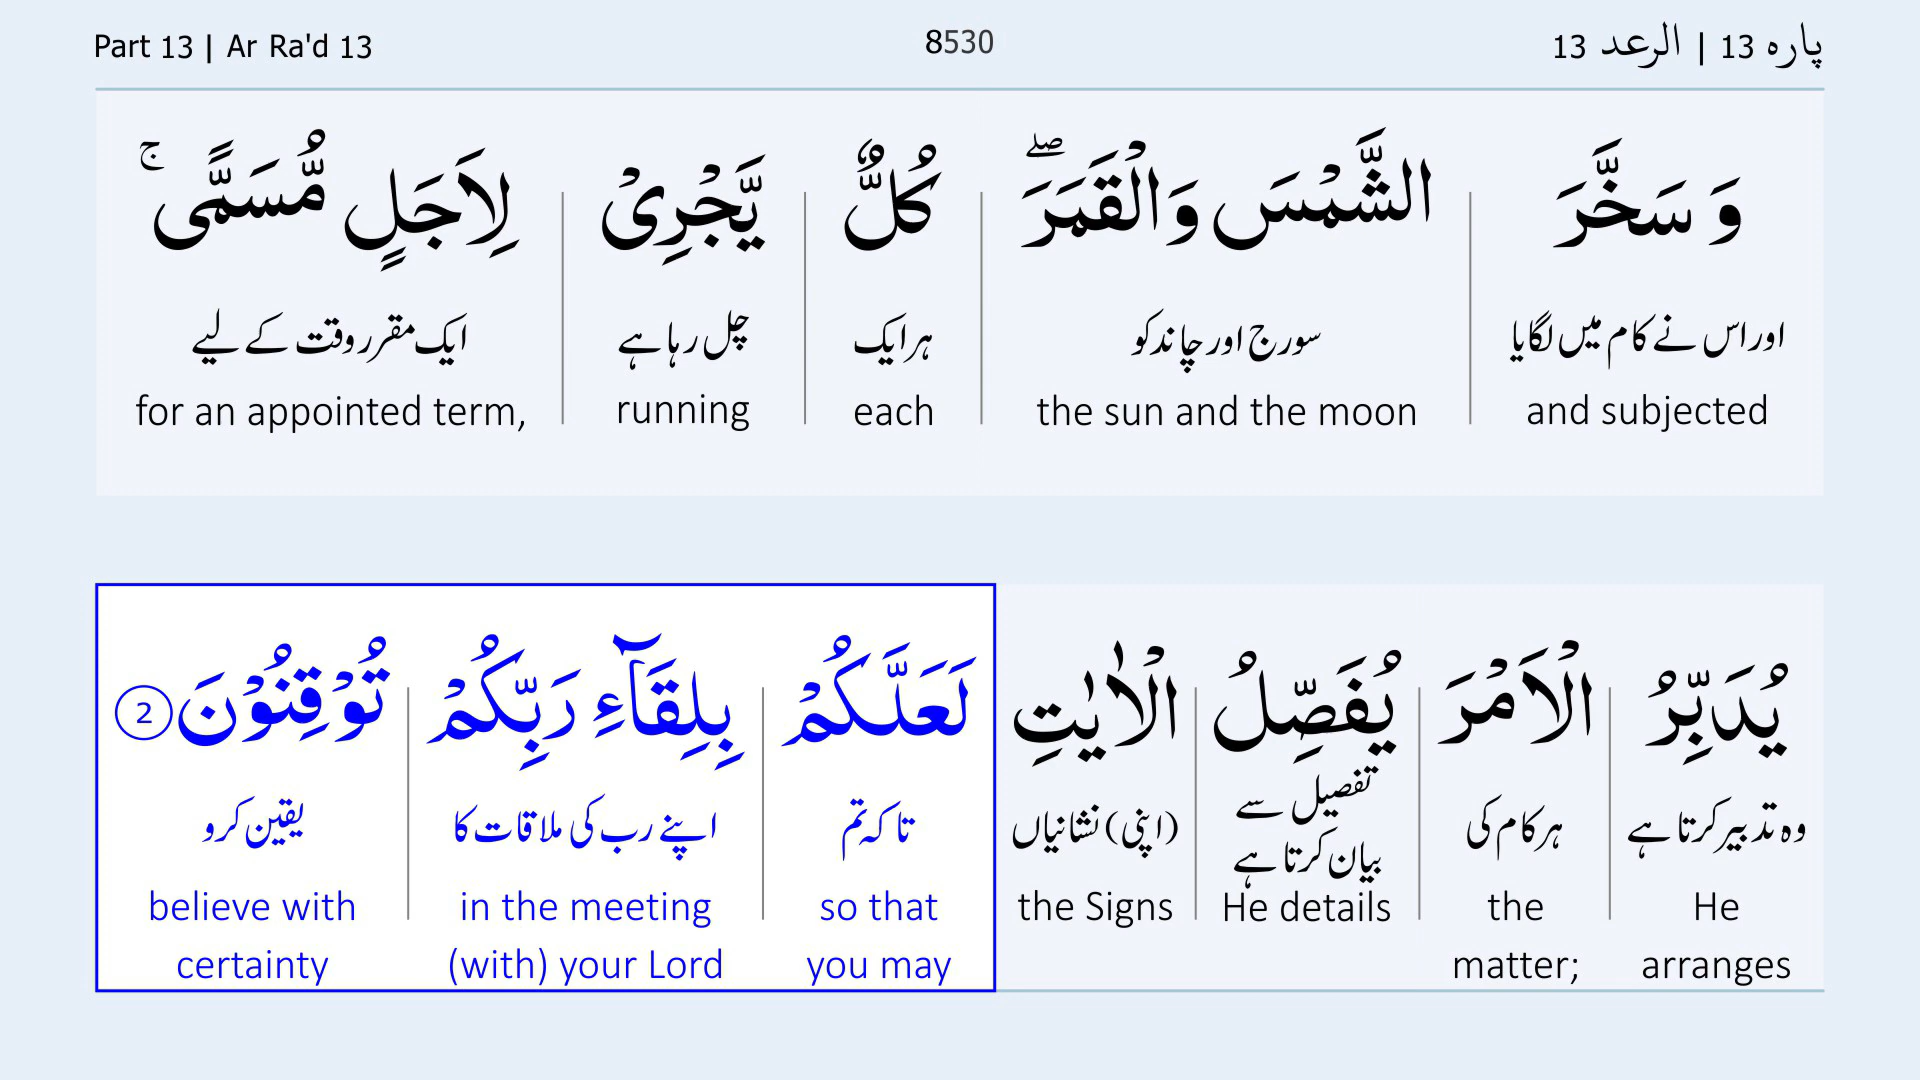 Part 13 | Ar Ra'd 13 8530 پارہ 13 | الرعد 13
وَ سَخَّرَ الشَّمْسَ وَالْقَمَرَ ؕ كُلٌّ يَّجْرِیْ لِاَجَلٍ مُّسَمًّی ۚ
اور اس نے کام میں لگایا سورج اور چاند کو ہر ایک چل رہا ہے ایک مقرر وقت کے لیے
and subjected the sun and the moon each running for an appointed term,
یُدَبِّرُ الْاَمْرَ یُفَصِّلُ الْاٰیٰتِ لَعَلَّكُمْ بِلِقَآءِ رَبِّكُمْ تُوْقِنُوْنَ 2
وہ تدبیر کرتا ہے ہر کام کی تفصیل سے بیان کرتا ہے (اپنی) نشانیاں تاکہ تم اپنے رب کی ملاقات کا یقین کرو
He arranges the matter; He details the Signs so that you may in the meeting (with) your Lord believe with certainty